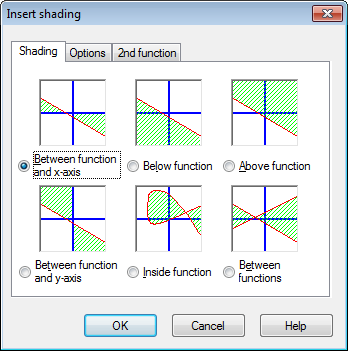 Insert shading
Shading
Options
2nd function
Between function
and x-axis
Below function
Above function
Between function
and y-axis
Inside function
Between
functions
OK
Cancel
Help